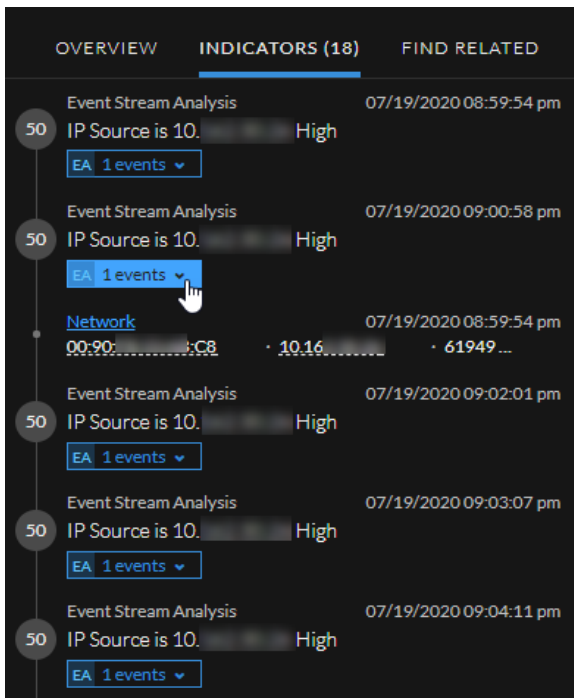 OVERVIEW INDICATORS (18) FIND RELATED
Event Stream Analysis 07/19/2020 08:59:54 pm
50 IP Source is 10. High
EA 1 events
Event Stream Analysis 07/19/2020 09:00:58 pm
50 IP Source is 10. High
EA 1 events
Network 07/19/2020 08:59:54 pm
00:90: :C8 · 10.16 · 61949 ...
Event Stream Analysis 07/19/2020 09:02:01 pm
50 IP Source is 10. High
EA 1 events
Event Stream Analysis 07/19/2020 09:03:07 pm
50 IP Source is 10. High
EA 1 events
Event Stream Analysis 07/19/2020 09:04:11 pm
50 IP Source is 10. High
EA 1 events